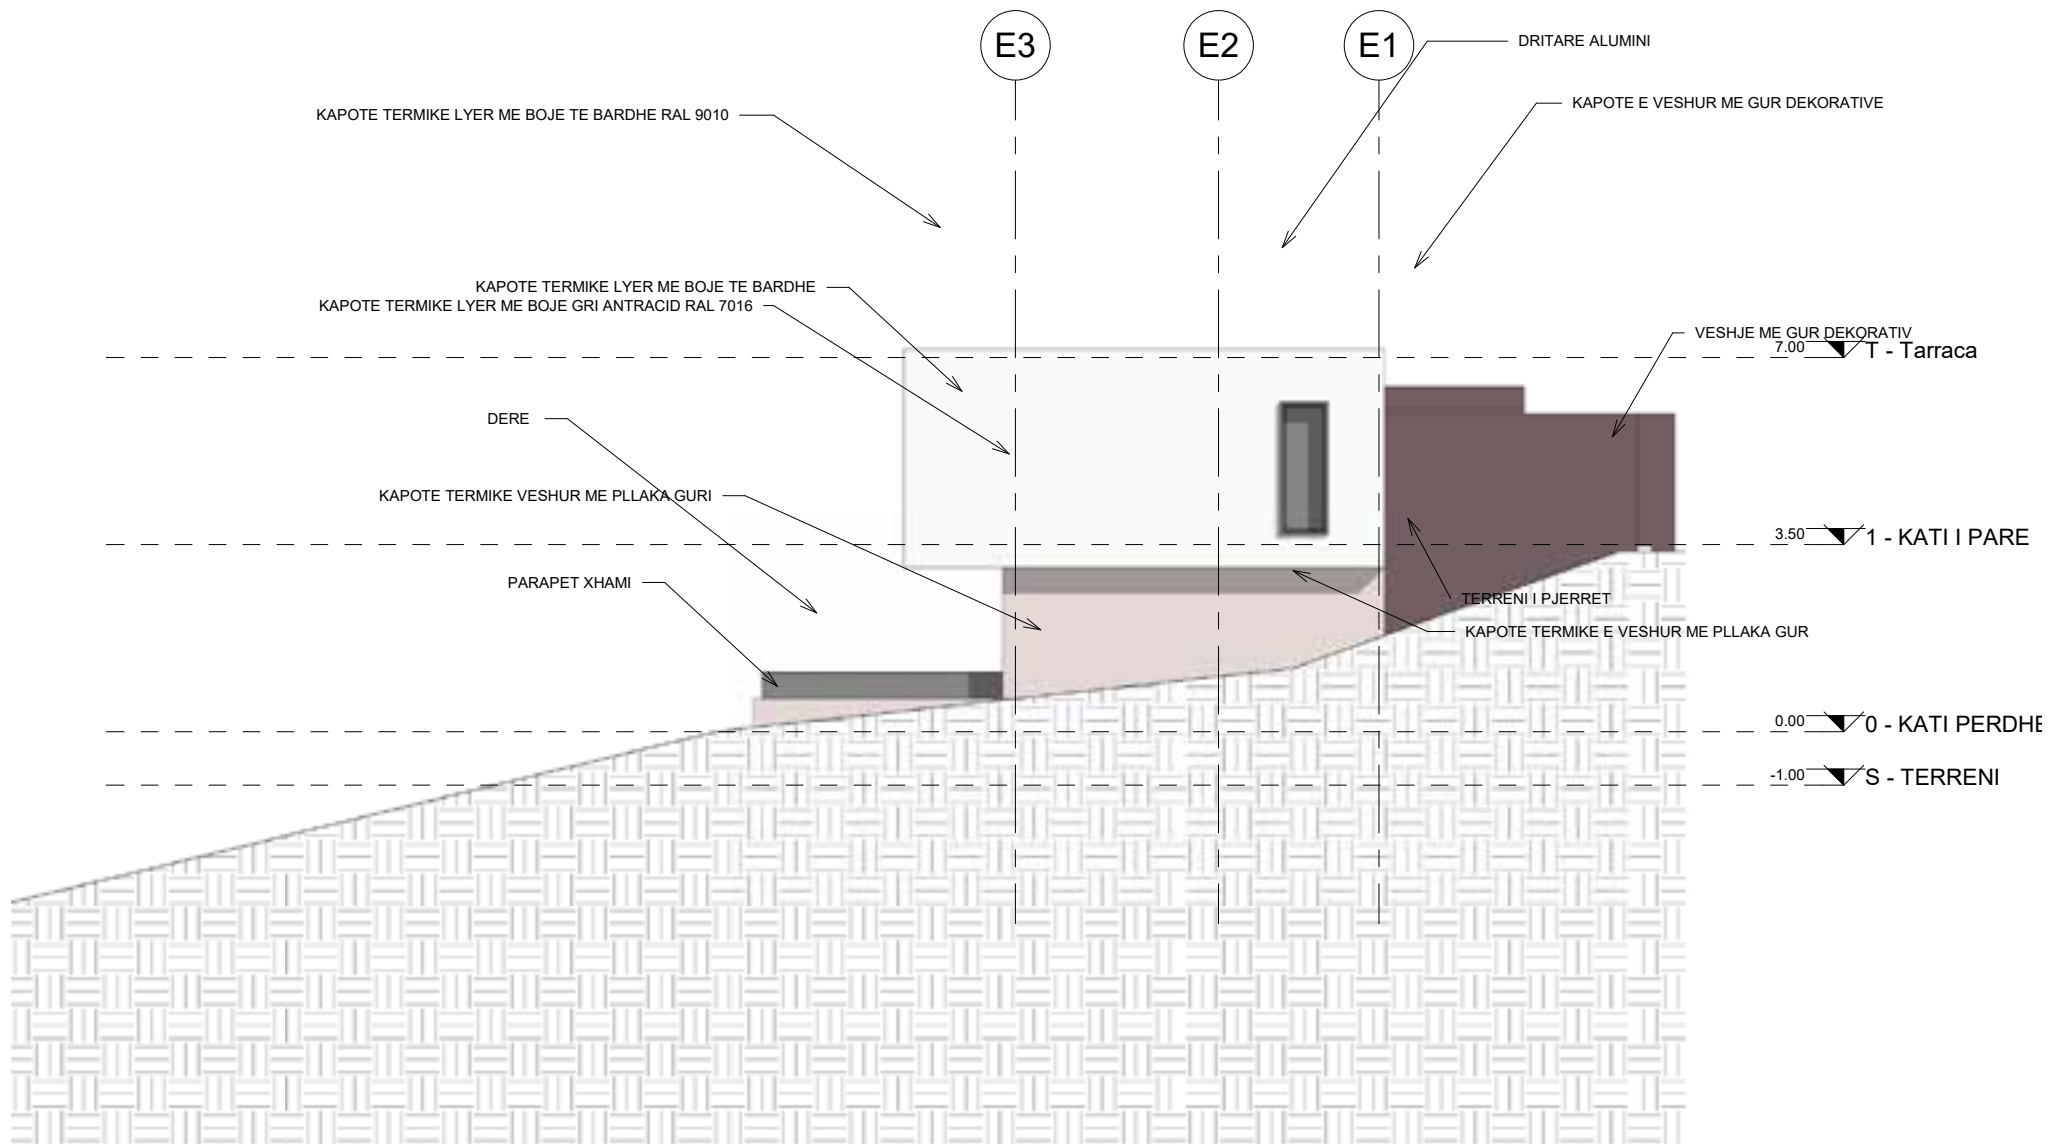 E3
E2
E1
DRITARE ALUMINI
KAPOTE E VESHUR ME GUR DEKORATIVE
KAPOTE TERMIKE LYER ME BOJE TE BARDHE RAL 9010
KAPOTE TERMIKE LYER ME BOJE TE BARDHE
KAPOTE TERMIKE LYER ME BOJE GRI ANTRACID RAL 7016
VESHJE ME GUR DEKORATIV
7.00 T - Tarraca
DERE
KAPOTE TERMIKE VESHUR ME PLLAKA GURI
3.50 1 - KATI I PARE
PARAPET XHAMI
TERRENI I PJERRET
KAPOTE TERMIKE E VESHUR ME PLLAKA GUR
0.00 0 - KATI PERDHE
-1.00 S - TERRENI